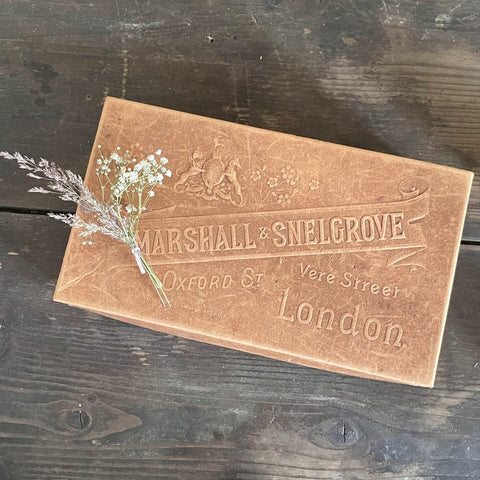 MARSHALL & SNELGROVE
OXFORD ST. Vere Street
London.